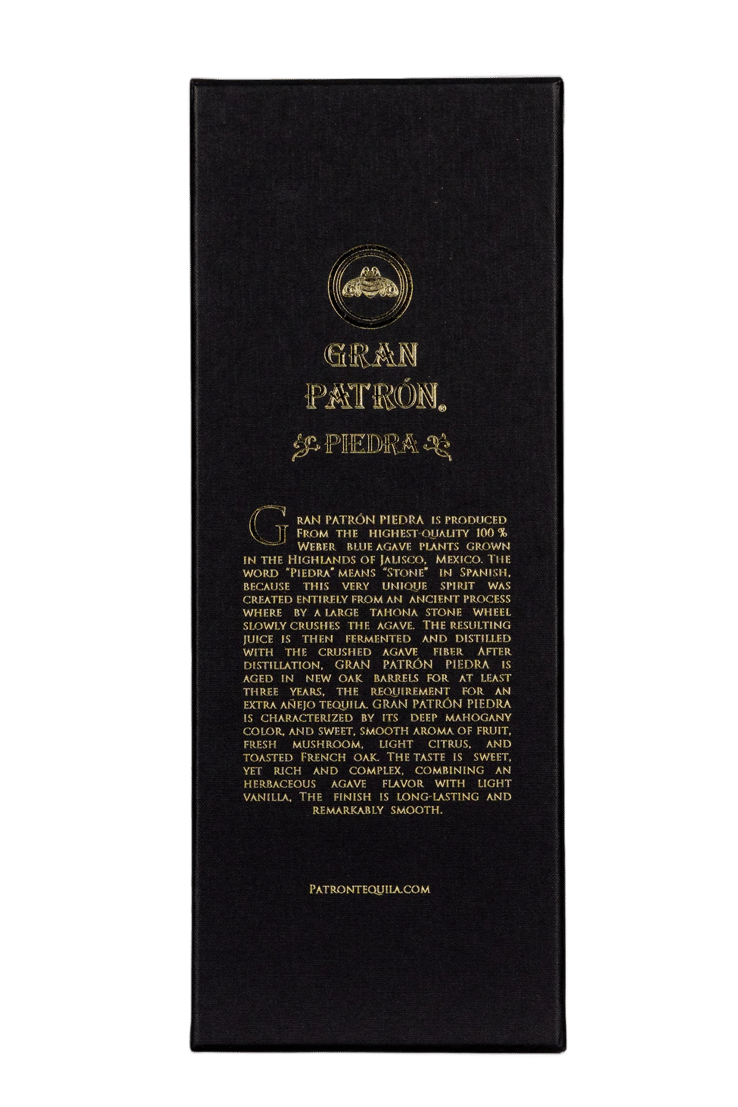 GRAN
PATRÓN®
PIEDRA
GRAN PATRÓN PIEDRA IS PRODUCED
FROM THE HIGHEST-QUALITY 100 %
WEBER BLUE AGAVE PLANTS GROWN
IN THE HIGHLANDS OF JALISCO, MEXICO. THE
WORD "PIEDRA" MEANS "STONE" IN SPANISH,
BECAUSE THIS VERY UNIQUE SPIRIT WAS
CREATED ENTIRELY FROM AN ANCIENT PROCESS
WHERE BY A LARGE TAHONA STONE WHEEL
SLOWLY CRUSHES THE AGAVE. THE RESULTING
JUICE IS THEN FERMENTED AND DISTILLED
WITH THE CRUSHED AGAVE FIBER AFTER
DISTILLATION, GRAN PATRÓN PIEDRA IS
AGED IN NEW OAK BARRELS FOR AT LEAST
THREE YEARS, THE REQUIREMENT FOR AN
EXTRA AÑEJO TEQUILA. GRAN PATRÓN PIEDRA
IS CHARACTERIZED BY ITS DEEP MAHOGANY
COLOR, AND SWEET, SMOOTH AROMA OF FRUIT,
FRESH MUSHROOM, LIGHT CITRUS, AND
TOASTED FRENCH OAK. THE TASTE IS SWEET,
YET RICH AND COMPLEX, COMBINING AN
HERBACEOUS AGAVE FLAVOR WITH LIGHT
VANILLA, THE FINISH IS LONG-LASTING AND
REMARKABLY SMOOTH.
PATRONTEQUILA.COM